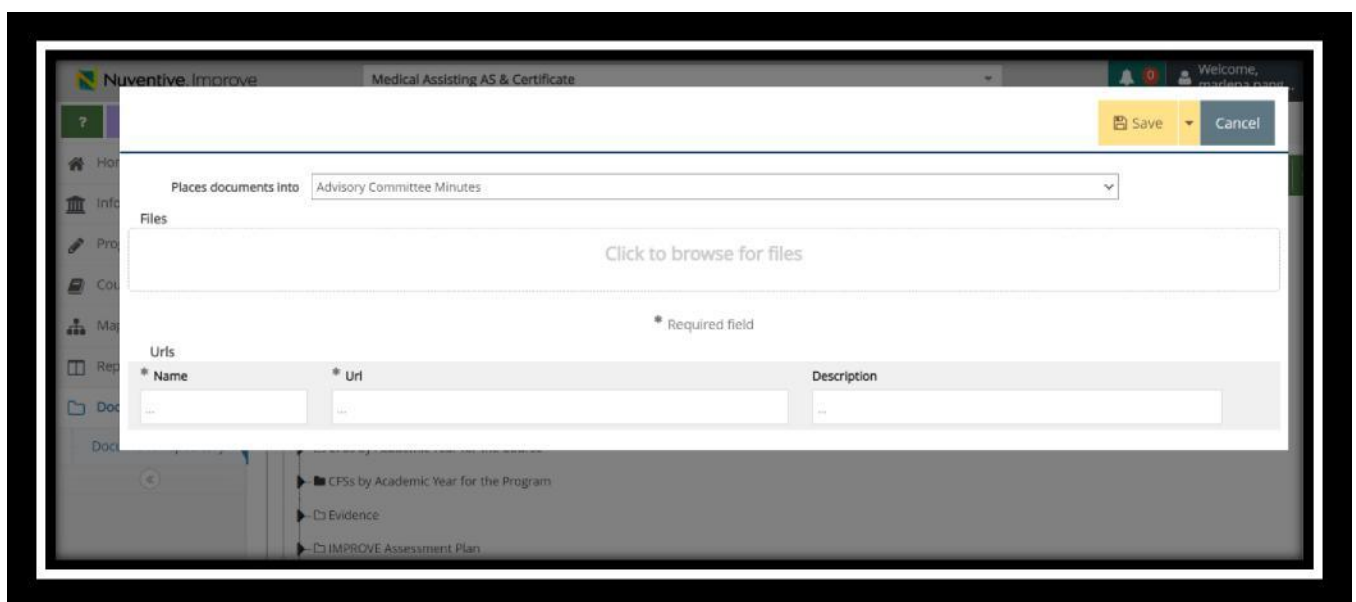 Nuventive. Improve
Medical Assisting AS & Certificate
0
Welcome,
?
Save
Cancel
Places documents into
Advisory Committee Minutes
Files
Click to browse for files
* Required field
Urls
* Name
* Url
Description
...
...
...
CFSs by Academic Year for the Program
Evidence
IMPROVE Assessment Plan